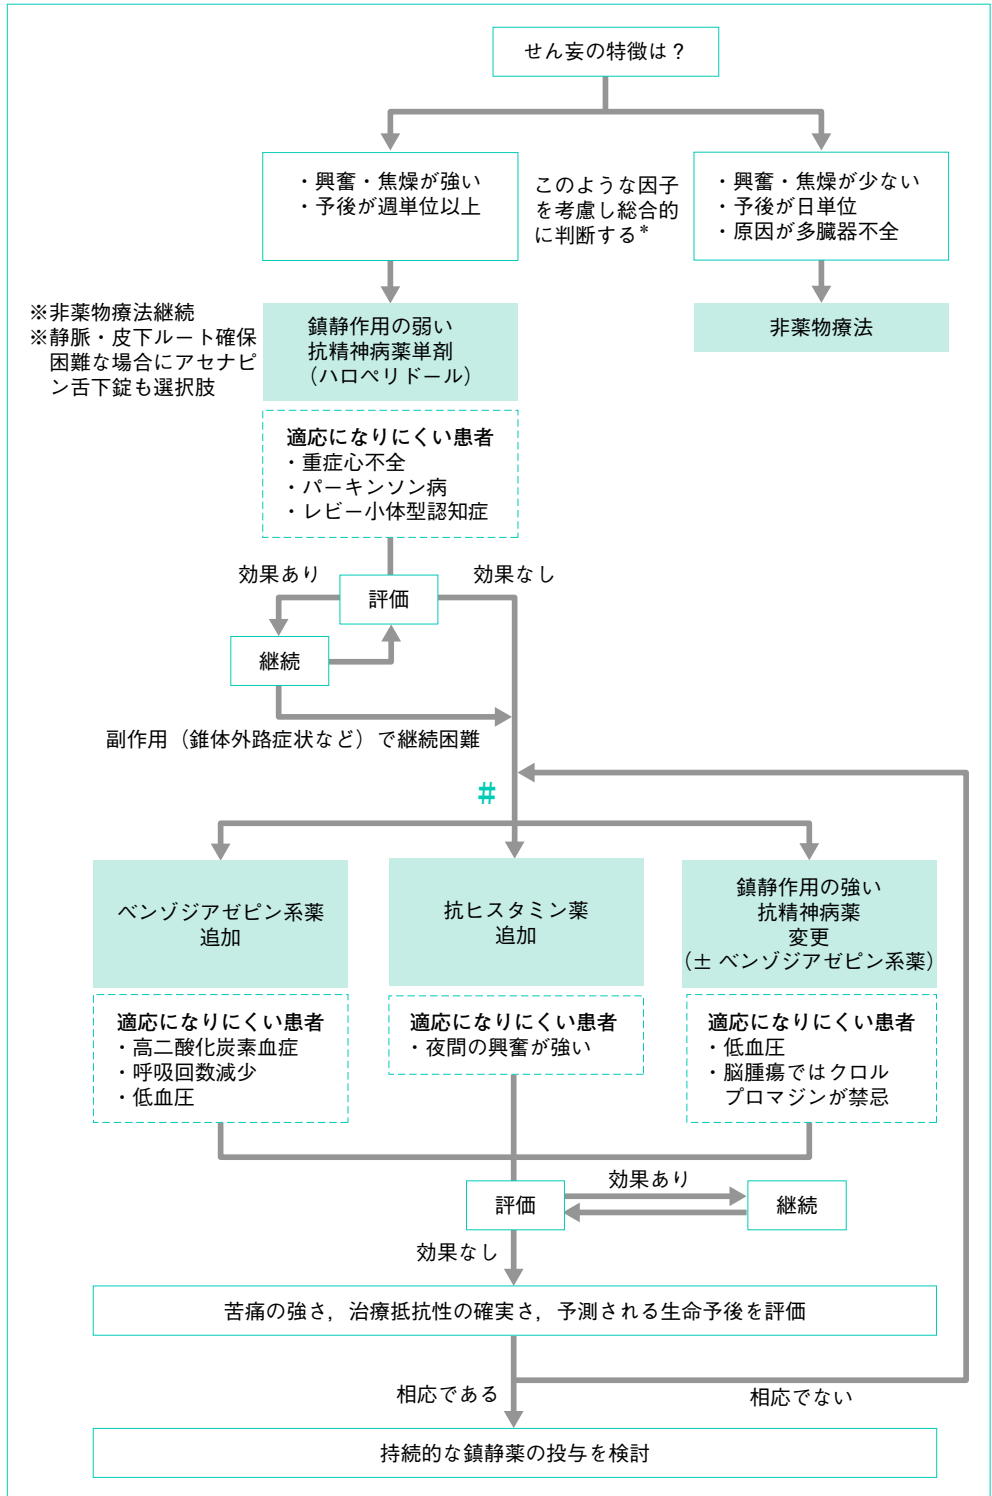 せん妄の特徴は？
・興奮・焦燥が強い
・予後が週単位以上
このような因子
を考慮し総合的
に判断する*
・興奮・焦燥が少ない
・予後が日単位
・原因が多臓器不全
※非薬物療法継続
※静脈・皮下ルート確保
困難な場合にアセナピ
ン舌下錠も選択肢
鎮静作用の弱い
抗精神病薬単剤
（ハロペリドール）
非薬物療法
適応になりにくい患者
・重症心不全
・パーキンソン病
・レビー小体型認知症
効果あり
効果なし
評価
継続
副作用（錐体外路症状など）で継続困難
#
ベンゾジアゼピン系薬
追加
抗ヒスタミン薬
追加
鎮静作用の強い
抗精神病薬
変更
（± ベンゾジアゼピン系薬）
適応になりにくい患者
・高二酸化炭素血症
・呼吸回数減少
・低血圧
適応になりにくい患者
・夜間の興奮が強い
適応になりにくい患者
・低血圧
・脳腫瘍ではクロル
プロマジンが禁忌
評価
効果あり
継続
効果なし
苦痛の強さ，治療抵抗性の確実さ，予測される生命予後を評価
相応である
相応でない
持続的な鎮静薬の投与を検討